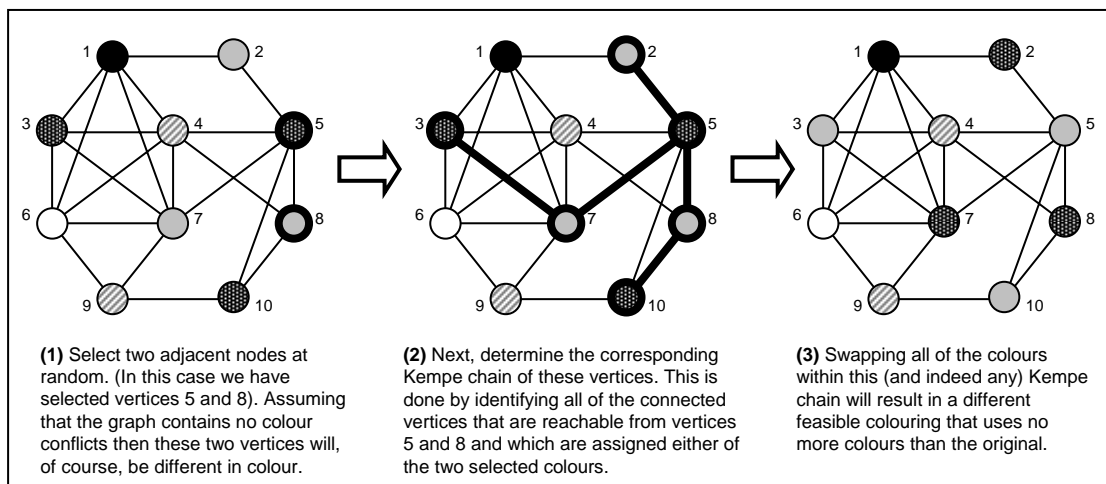 1
2
3
4
5
6
7
8
9
10
1
2
3
4
5
6
7
8
9
10
1
2
3
4
5
6
7
8
9
10
(1) Select two adjacent nodes at
random. (In this case we have
selected vertices 5 and 8). Assuming
that the graph contains no colour
conflicts then these two vertices will,
of course, be different in colour.
(2) Next, determine the corresponding
Kempe chain of these vertices. This is
done by identifying all of the connected
vertices that are reachable from vertices
5 and 8 and which are assigned either of
the two selected colours.
(3) Swapping all of the colours
within this (and indeed any) Kempe
chain will result in a different
feasible colouring that uses no
more colours than the original.